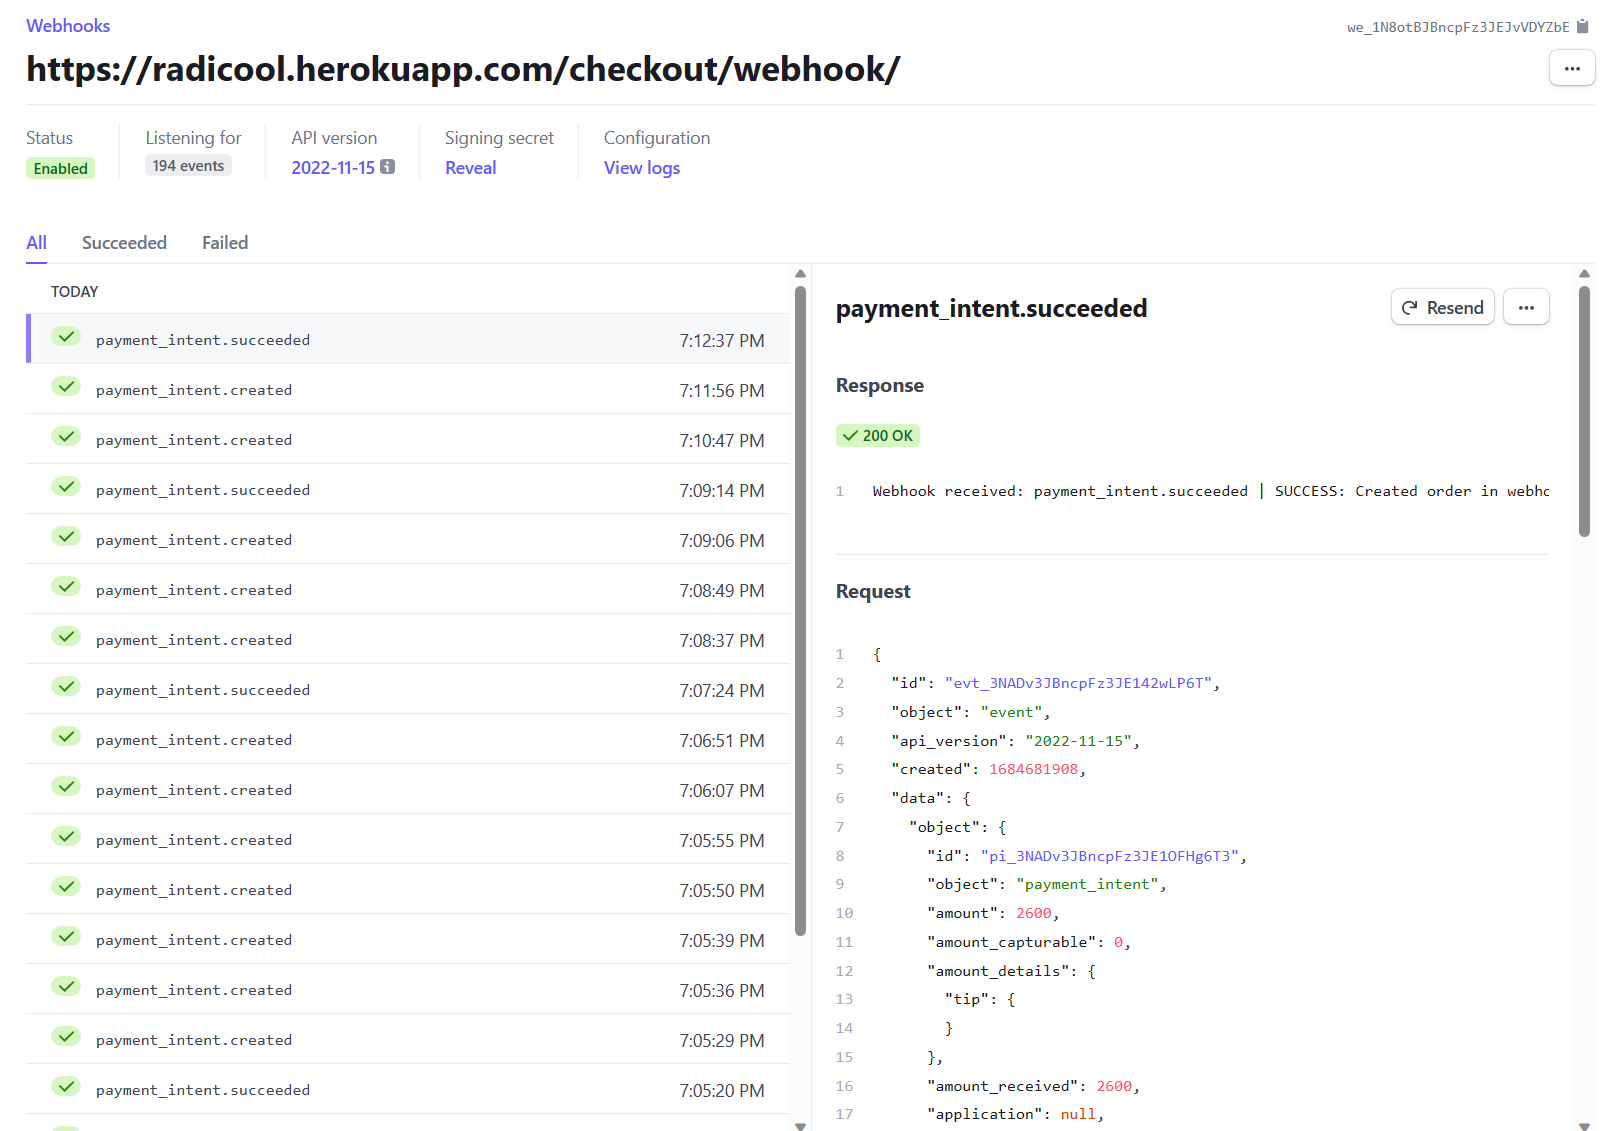 Webhooks
we_1N8otBJBncpFz3JEJvVDYZbE
https://radicool.herokuapp.com/checkout/webhook/
Status
Enabled
Listening for
194 events
API version
2022-11-15
Signing secret
Reveal
Configuration
View logs
All Succeeded Failed
TODAY
payment_intent.succeeded 7:12:37 PM
payment_intent.created 7:11:56 PM
payment_intent.created 7:10:47 PM
payment_intent.succeeded 7:09:14 PM
payment_intent.created 7:09:06 PM
payment_intent.created 7:08:49 PM
payment_intent.created 7:08:37 PM
payment_intent.succeeded 7:07:24 PM
payment_intent.created 7:06:51 PM
payment_intent.created 7:06:07 PM
payment_intent.created 7:05:55 PM
payment_intent.created 7:05:50 PM
payment_intent.created 7:05:39 PM
payment_intent.created 7:05:36 PM
payment_intent.created 7:05:29 PM
payment_intent.succeeded 7:05:20 PM
payment_intent.succeeded
Resend
Response
200 OK
1 Webhook received: payment_intent.succeeded | SUCCESS: Created order in webho
Request
1 {
2 "id": "evt_3NADv3JBncpFz3JE142wLP6T",
3 "object": "event",
4 "api_version": "2022-11-15",
5 "created": 1684681908,
6 "data": {
7 "object": {
8 "id": "pi_3NADv3JBncpFz3JE1OFHg6T3",
9 "object": "payment_intent",
10 "amount": 2600,
11 "amount_capturable": 0,
12 "amount_details": {
13 "tip": {
14 }
15 },
16 "amount_received": 2600,
17 "application": null,